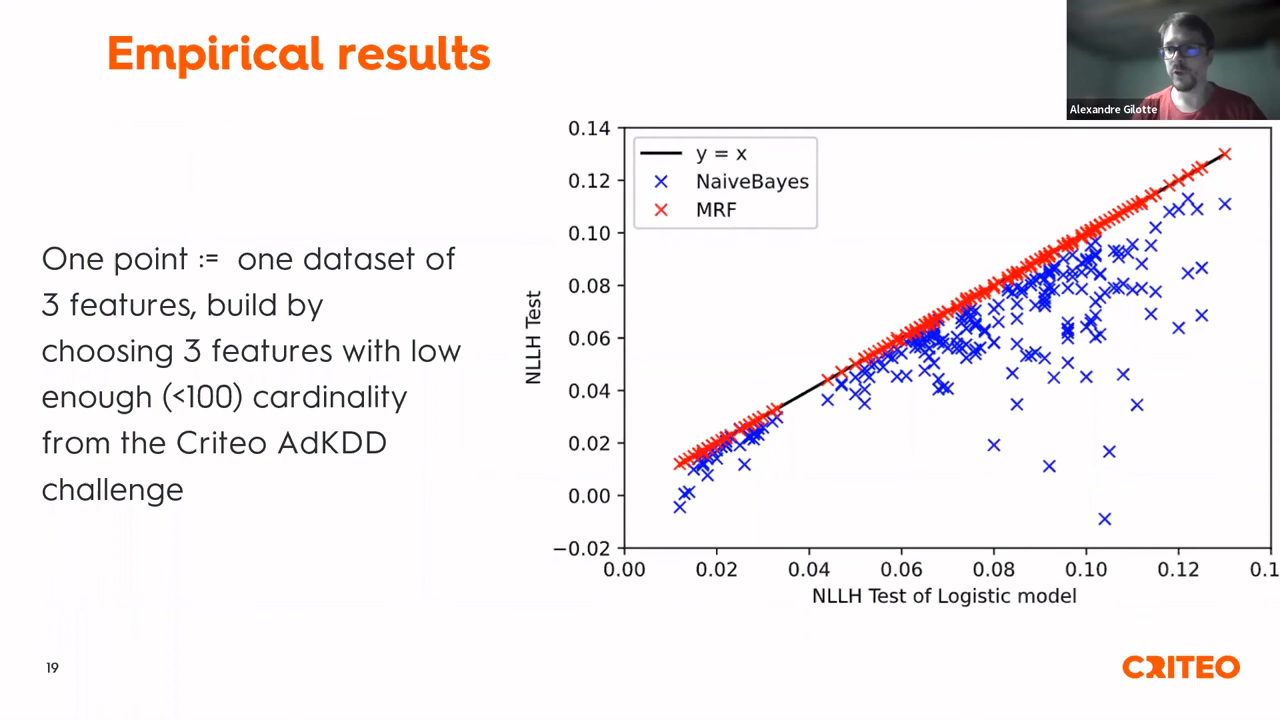 Empirical results
Alexandre Gilotte
One point := one dataset of
3 features, build by
choosing 3 features with low
enough (<100) cardinality
from the Criteo AdKDD
challenge
y = x
NaiveBayes
MRF
NLLH Test
0.14
0.12
0.10
0.08
0.06
0.04
0.02
0.00
−0.02
0.00 0.02 0.04 0.06 0.08 0.10 0.12 0.1
NLLH Test of Logistic model
19
CRITEO